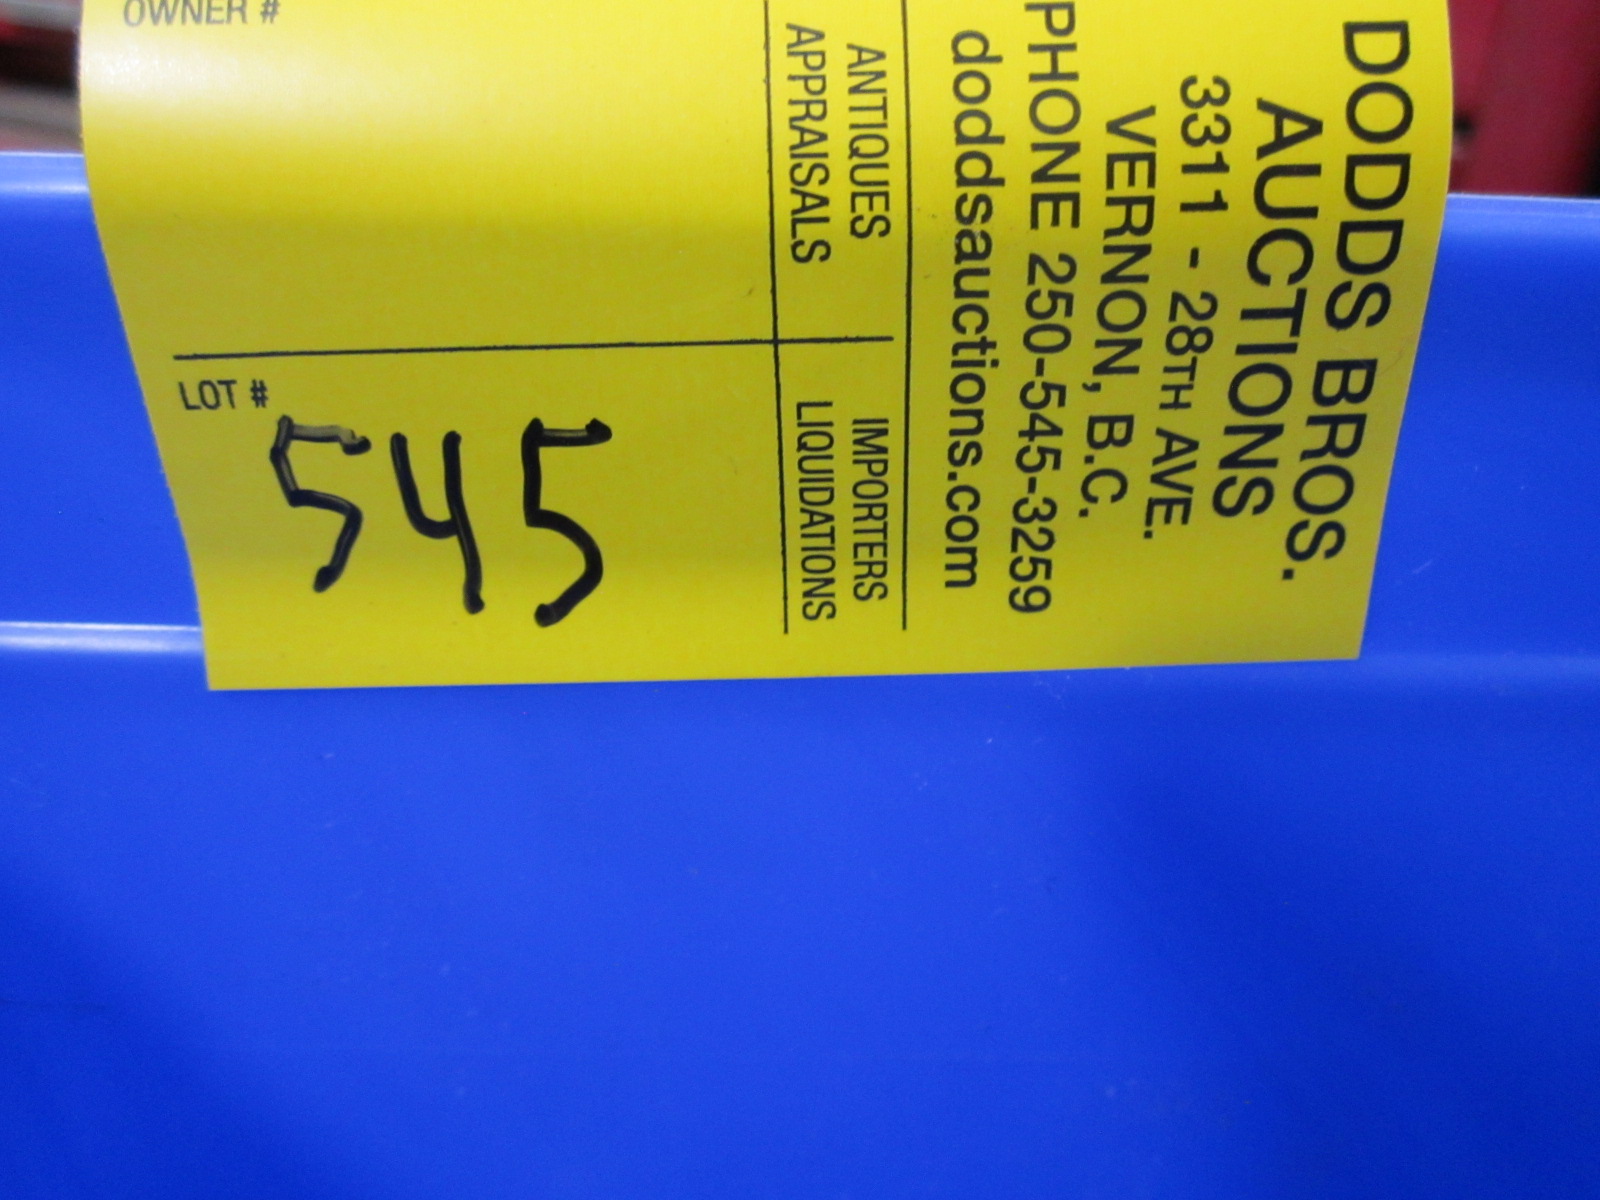 DODDS BROS.
AUCTIONS
3311 - 28TH AVE.
VERNON, B.C.
PHONE 250-545-3259
doddsauctions.com
ANTIQUES
APPRAISALS
IMPORTERS
LIQUIDATIONS
OWNER #
LOT #
545